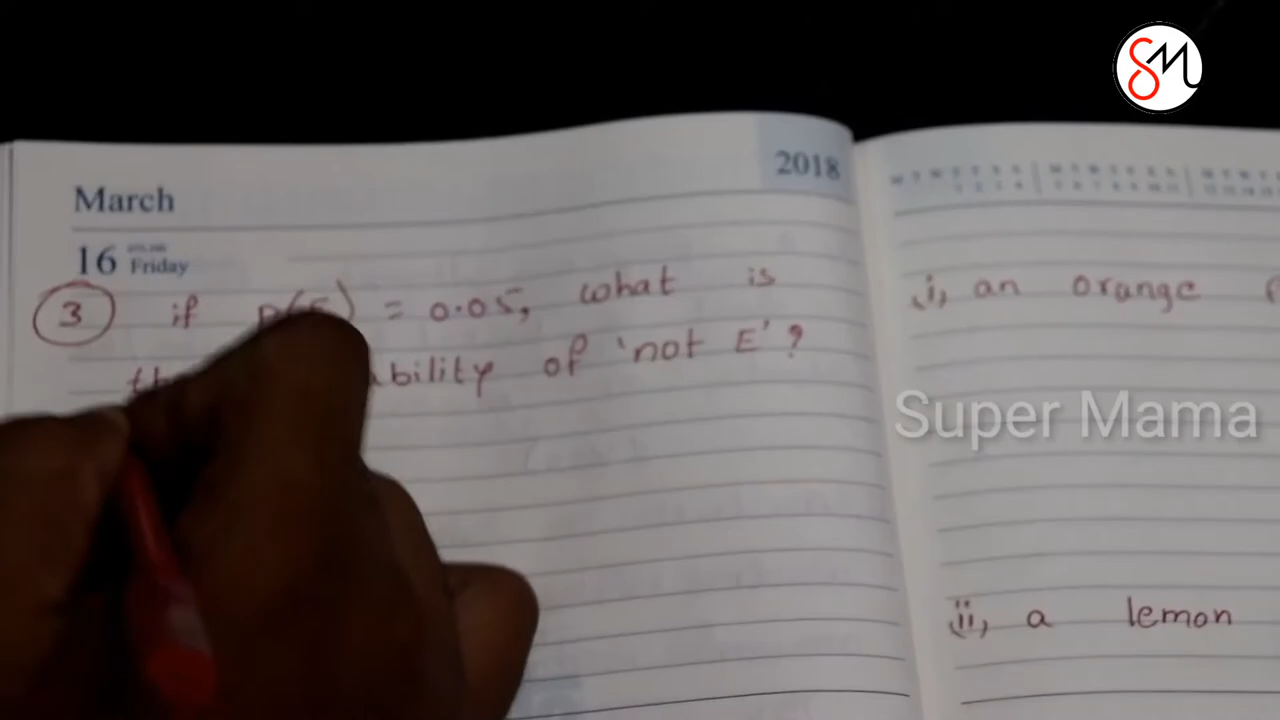 SM
March
2018
16 Friday
3 if P(E) = 0.05, what is
ability of 'not E' ?
i, an orange
Super Mama
ii, a lemon